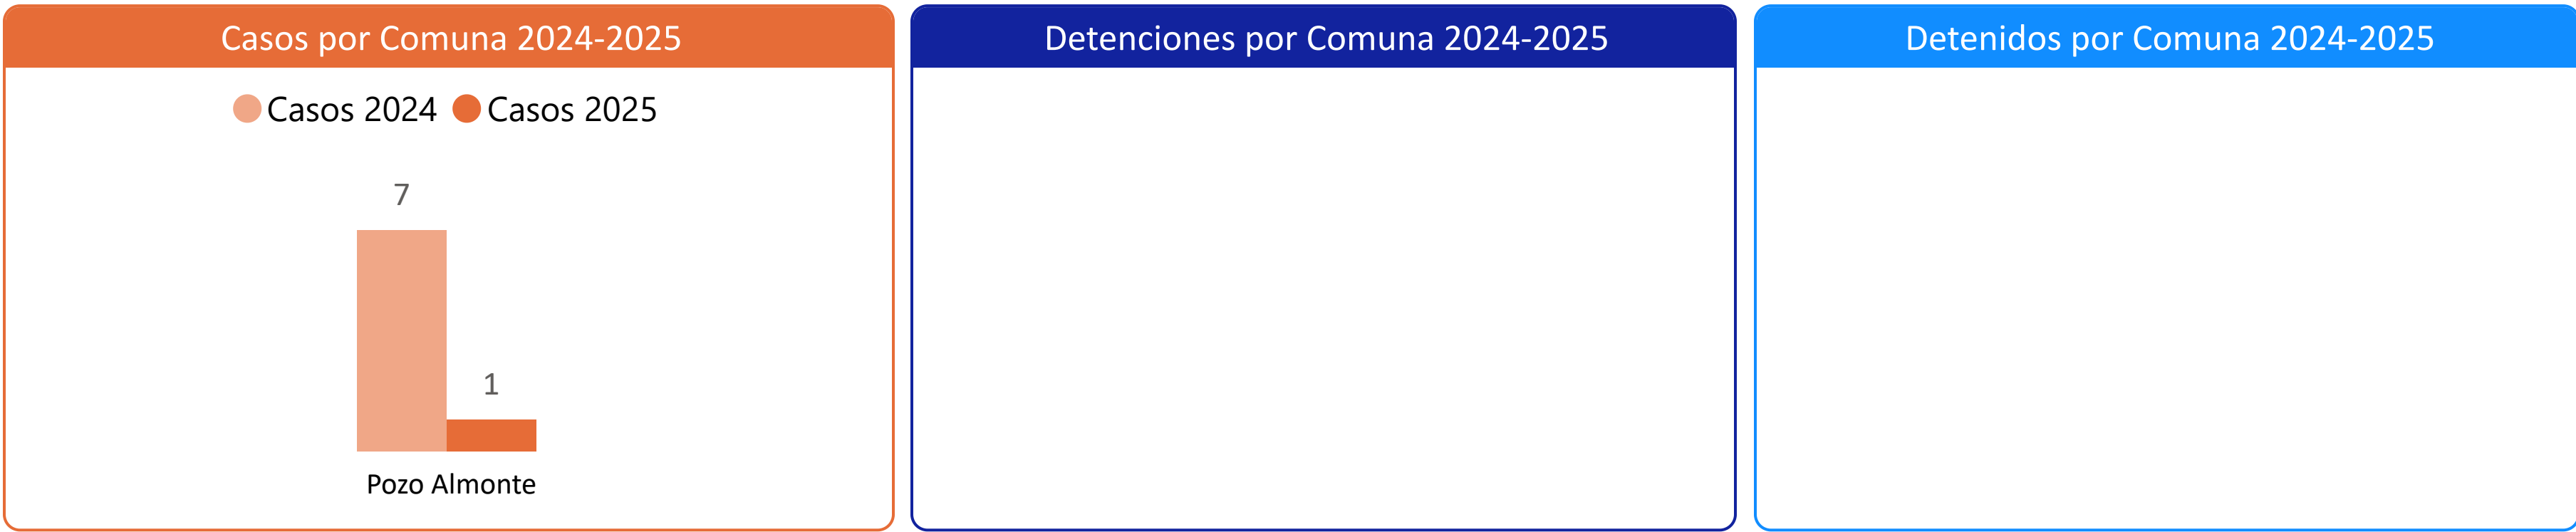 Casos por Comuna 2024-2025
Casos 2024 Casos 2025
7
1
Pozo Almonte
Detenciones por Comuna 2024-2025
Detenidos por Comuna 2024-2025